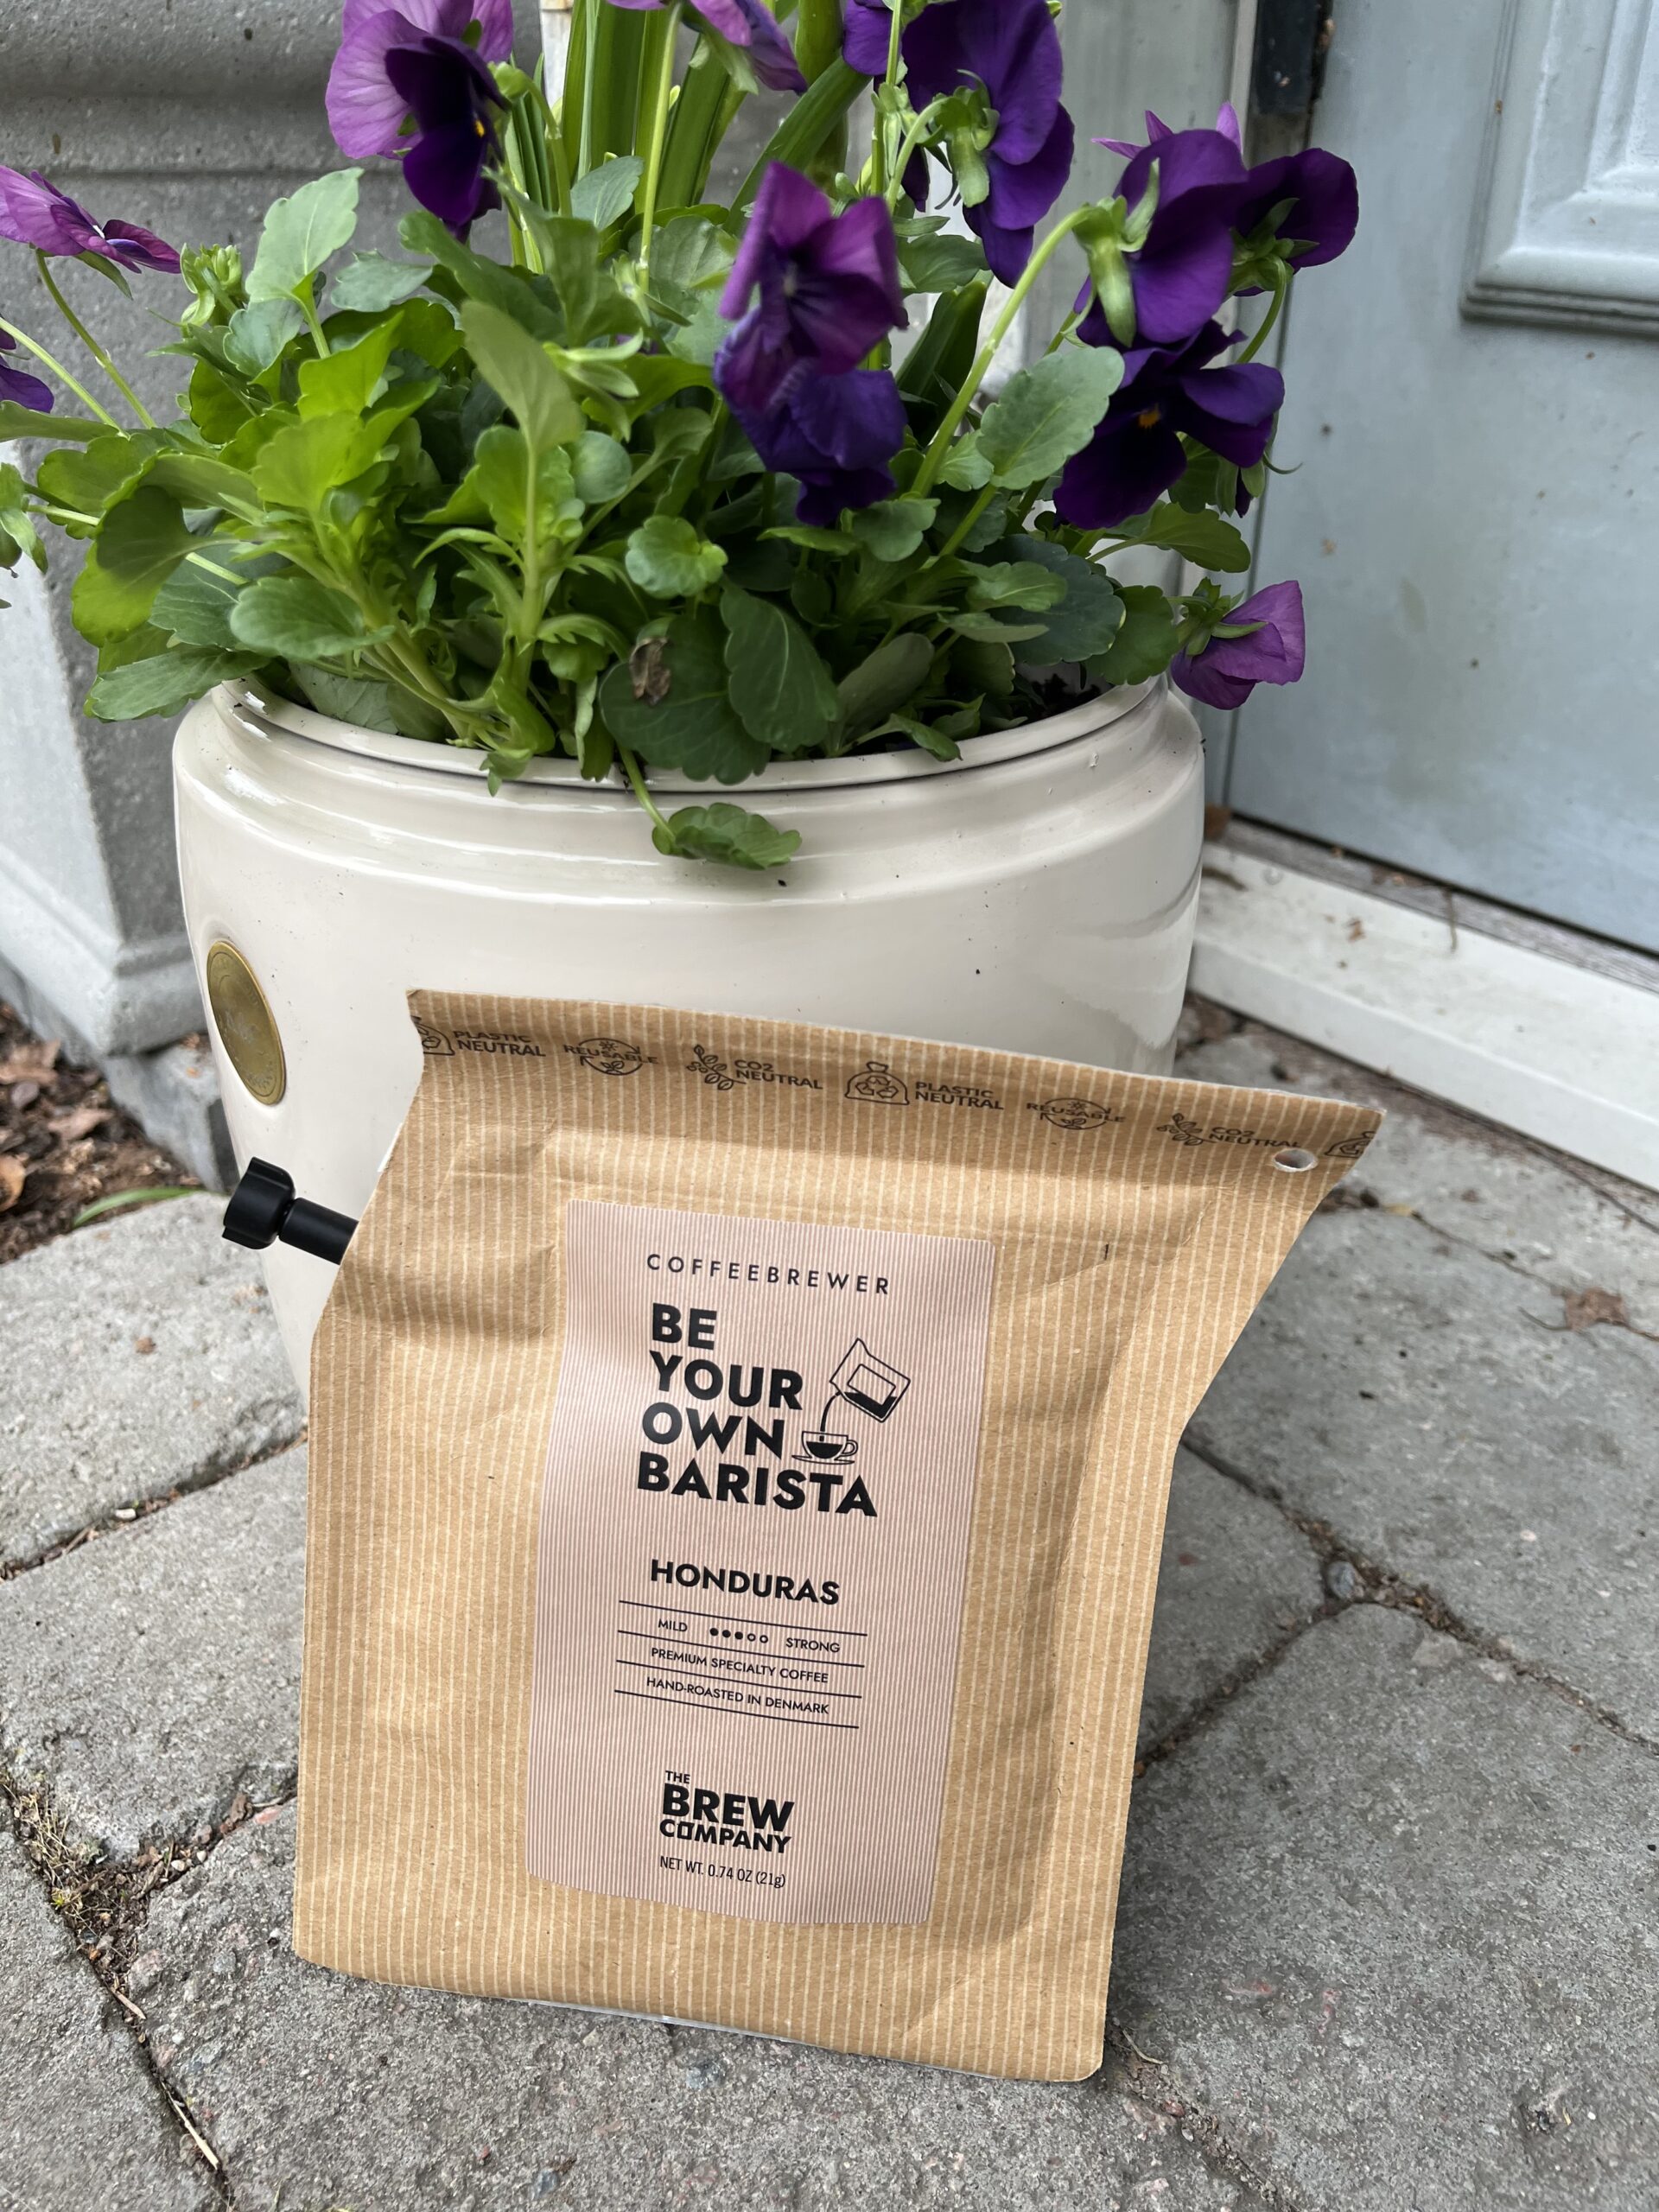 PLASTIC NEUTRAL REUSABLE CO2 NEUTRAL PLASTIC NEUTRAL REUSABLE CO2 NEUTRAL
COFFEEBREWER
BE
YOUR
OWN
BARISTA
HONDURAS
MILD STRONG
PREMIUM SPECIALTY COFFEE
HAND-ROASTED IN DENMARK
THE
BREW
COMPANY
NET WT. 0.74 OZ (21g)